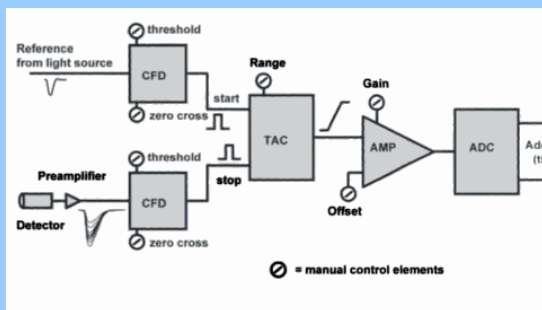 threshold
Reference
from light source
CFD
zero cross
start
Range
TAC
Gain
AMP
ADC
threshold
Preamplifier
CFD
stop
Detector
zero cross
Offset
= manual control elements